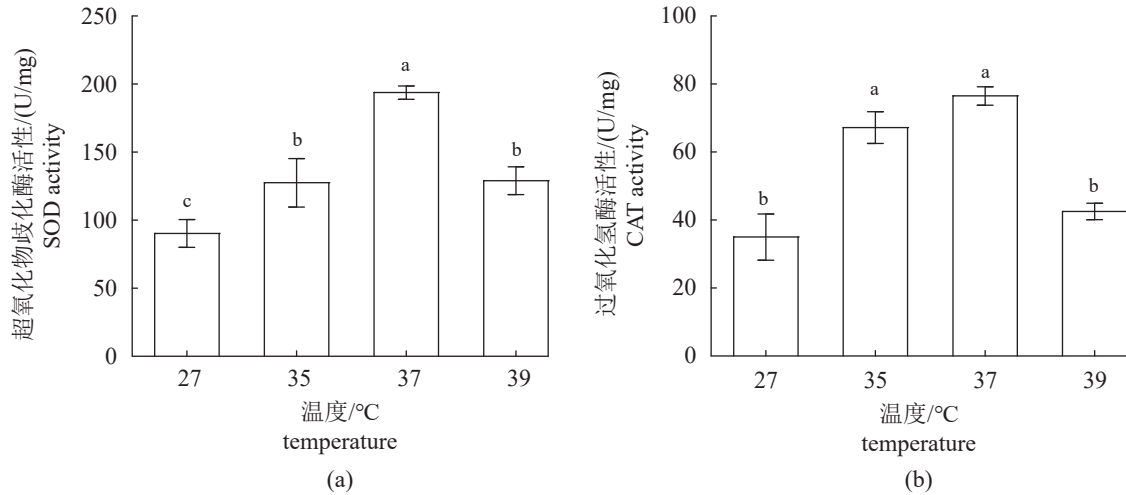 超氧化物歧化酶活性/(U/mg)
SOD activity
250
200
150
100
50
0
c
b
a
b
27 35 37 39
温度/°C
temperature
(a)
过氧化氢酶活性/(U/mg)
CAT activity
100
80
60
40
20
0
b
a
a
b
27 35 37 39
温度/°C
temperature
(b)